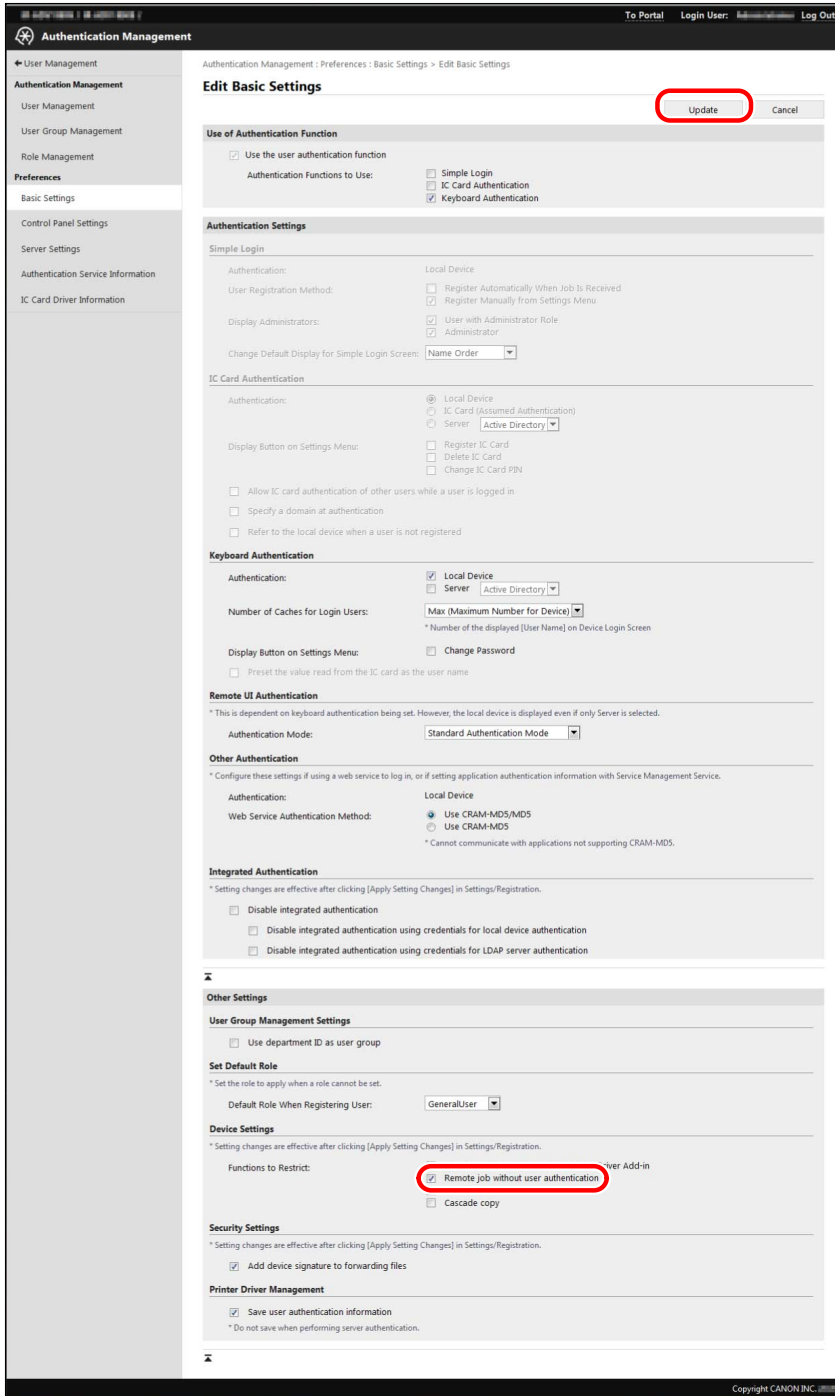 To Portal Login User: Log Out
Authentication Management
User Management
Authentication Management
User Management
User Group Management
Role Management
Preferences
Basic Settings
Control Panel Settings
Server Settings
Authentication Service Information
IC Card Driver Information
Authentication Management : Preferences : Basic Settings > Edit Basic Settings
Edit Basic Settings
Update Cancel
Use of Authentication Function
Use the user authentication function
Authentication Functions to Use: Simple Login
IC Card Authentication
Keyboard Authentication
Authentication Settings
Simple Login
Authentication: Local Device
User Registration Method: Register Automatically When Job Is Received
Register Manually from Settings Menu
Display Administrators: User with Administrator Role
Administrator
Change Default Display for Simple Login Screen: Name Order
IC Card Authentication
Authentication: Local Device
IC Card (Assumed Authentication)
Server Active Directory
Display Button on Settings Menu: Register IC Card
Delete IC Card
Change IC Card PIN
Allow IC card authentication of other users while a user is logged in
Specify a domain at authentication
Refer to the local device when a user is not registered
Keyboard Authentication
Authentication: Local Device
Server Active Directory
Number of Caches for Login Users: Max (Maximum Number for Device)
* Number of the displayed [User Name] on Device Login Screen
Display Button on Settings Menu: Change Password
Preset the value read from the IC card as the user name
Remote UI Authentication
* This is dependent on keyboard authentication being set. However, the local device is displayed even if only Server is selected.
Authentication Mode: Standard Authentication Mode
Other Authentication
* Configure these settings if using a web service to log in, or if setting application authentication information with Service Management Service.
Authentication: Local Device
Web Service Authentication Method: Use CRAM-MD5/MD5
Use CRAM-MD5
* Cannot communicate with applications not supporting CRAM-MD5.
Integrated Authentication
* Setting changes are effective after clicking [Apply Setting Changes] in Settings/Registration.
Disable integrated authentication
Disable integrated authentication using credentials for local device authentication
Disable integrated authentication using credentials for LDAP server authentication
Other Settings
User Group Management Settings
Use department ID as user group
Set Default Role
* Set the role to apply when a role cannot be set.
Default Role When Registering User: GeneralUser
Device Settings
* Setting changes are effective after clicking [Apply Setting Changes] in Settings/Registration.
Functions to Restrict: Add-in
Remote job without user authentication
Cascade copy
Security Settings
* Setting changes are effective after clicking [Apply Setting Changes] in Settings/Registration.
Add device signature to forwarding files
Printer Driver Management
Save user authentication information
* Do not save when performing server authentication.
Copyright CANON INC.